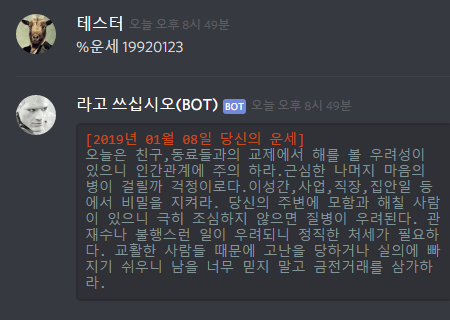 테스터 오늘 오후 8시 49분
%운세 19920123
라고 쓰십시오(BOT) BOT 오늘 오후 8시 49분
[2019년 01월 08일 당신의 운세]
오늘은 친구,동료들과의 교제에서 해를 볼 우려성이
있으니 인간관계에 주의 하라.근심한 나머지 마음의
병이 걸릴까 걱정이로다.이성간,사업,직장,집안일 등
에서 비밀을 지켜라. 당신의 주변에 모함과 해칠 사람
이 있으니 극히 조심하지 않으면 질병이 우려된다. 관
재수나 불행스런 일이 우려되니 정직한 처세가 필요하
다. 교활한 사람들 때문에 고난을 당하거나 실의에 빠
지기 쉬우니 남을 너무 믿지 말고 금전거래를 삼가하
라.